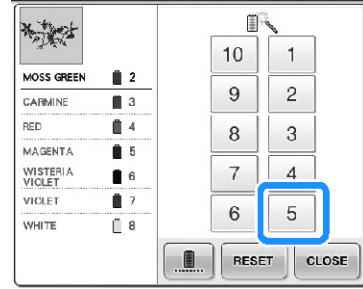 MOSS GREEN 2
CARMINE 3
RED 4
MAGENTA 5
WISTERIA
VIOLET 6
VIOLET 7
WHITE 8
10 1
9 2
8 3
7 4
6 5
RESET CLOSE